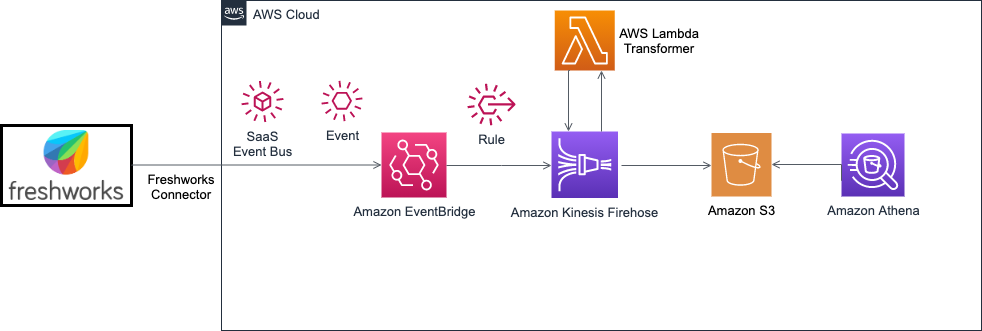 aws
AWS Cloud
AWS Lambda
Transformer
SaaS
Event Bus
Event
Rule
freshworks
Freshworks
Connector
Amazon EventBridge
Amazon Kinesis Firehose
Amazon S3
Amazon Athena